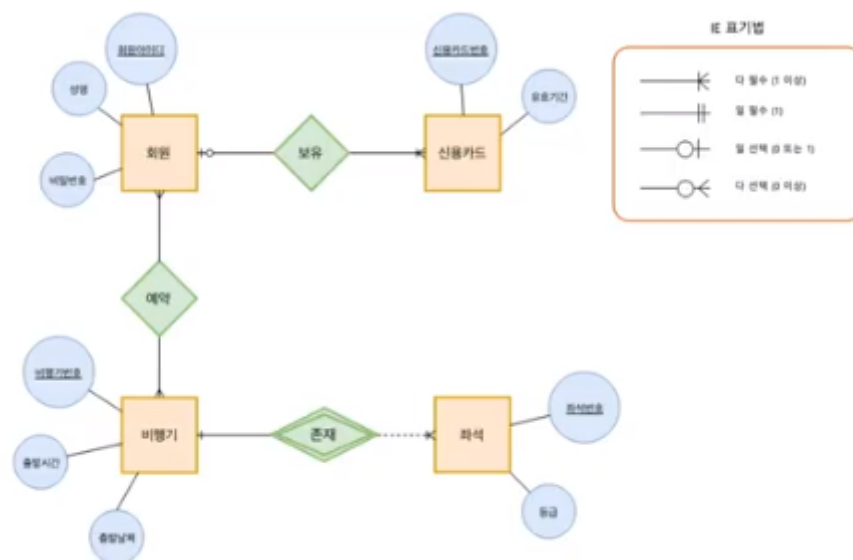 IE 표기법
다 필수 (1 이상)
일 필수 (1)
일 선택 (0 또는 1)
다 선택 (0 이상)
회원아이디
성명
비밀번호
회원
보유
신용카드번호
유효기간
신용카드
예약
비행기번호
출발시간
출발날짜
비행기
존재
좌석
좌석번호
등급